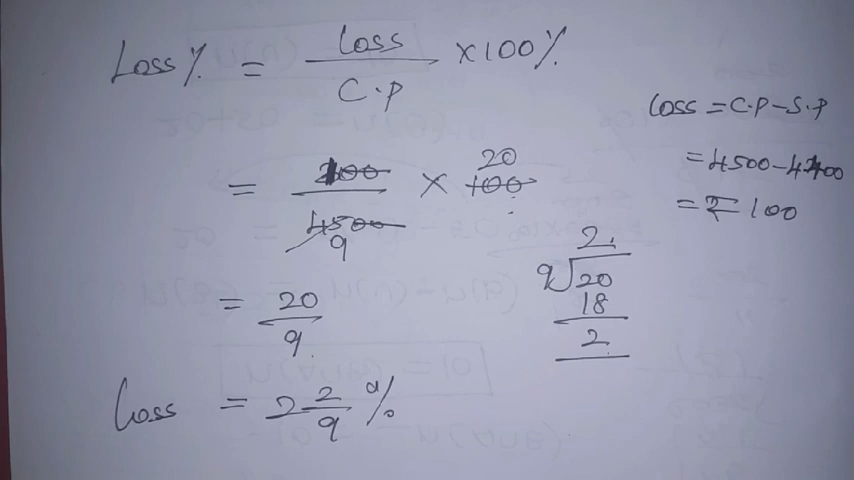 Loss% = Loss/C.P ×100%
Loss = C.P-S.P
= 4500-4400
= ₹ 100
= 100/4500 × 100
20
9
= 20/9
2
9 20
18
2
Loss = 2 2/9 %